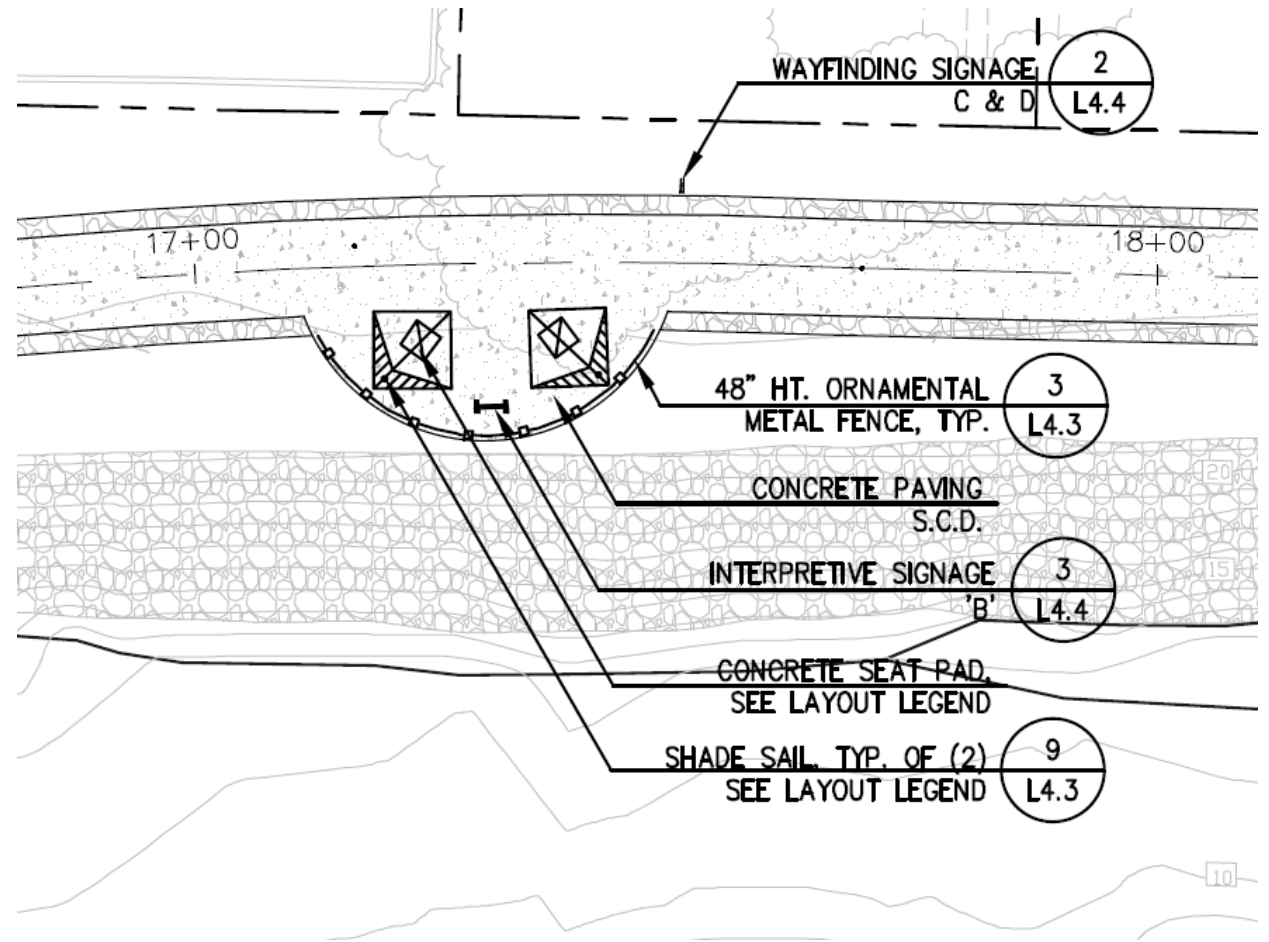 WAYFINDING SIGNAGE
C & D
2
L4.4
17+00
18+00
48" HT. ORNAMENTAL
METAL FENCE, TYP.
3
L4.3
20
CONCRETE PAVING
S.C.D.
15
INTERPRETIVE SIGNAGE
'B'
3
L4.4
CONCRETE SEAT PAD,
SEE LAYOUT LEGEND
SHADE SAIL, TYP. OF (2)
SEE LAYOUT LEGEND
9
L4.3
10